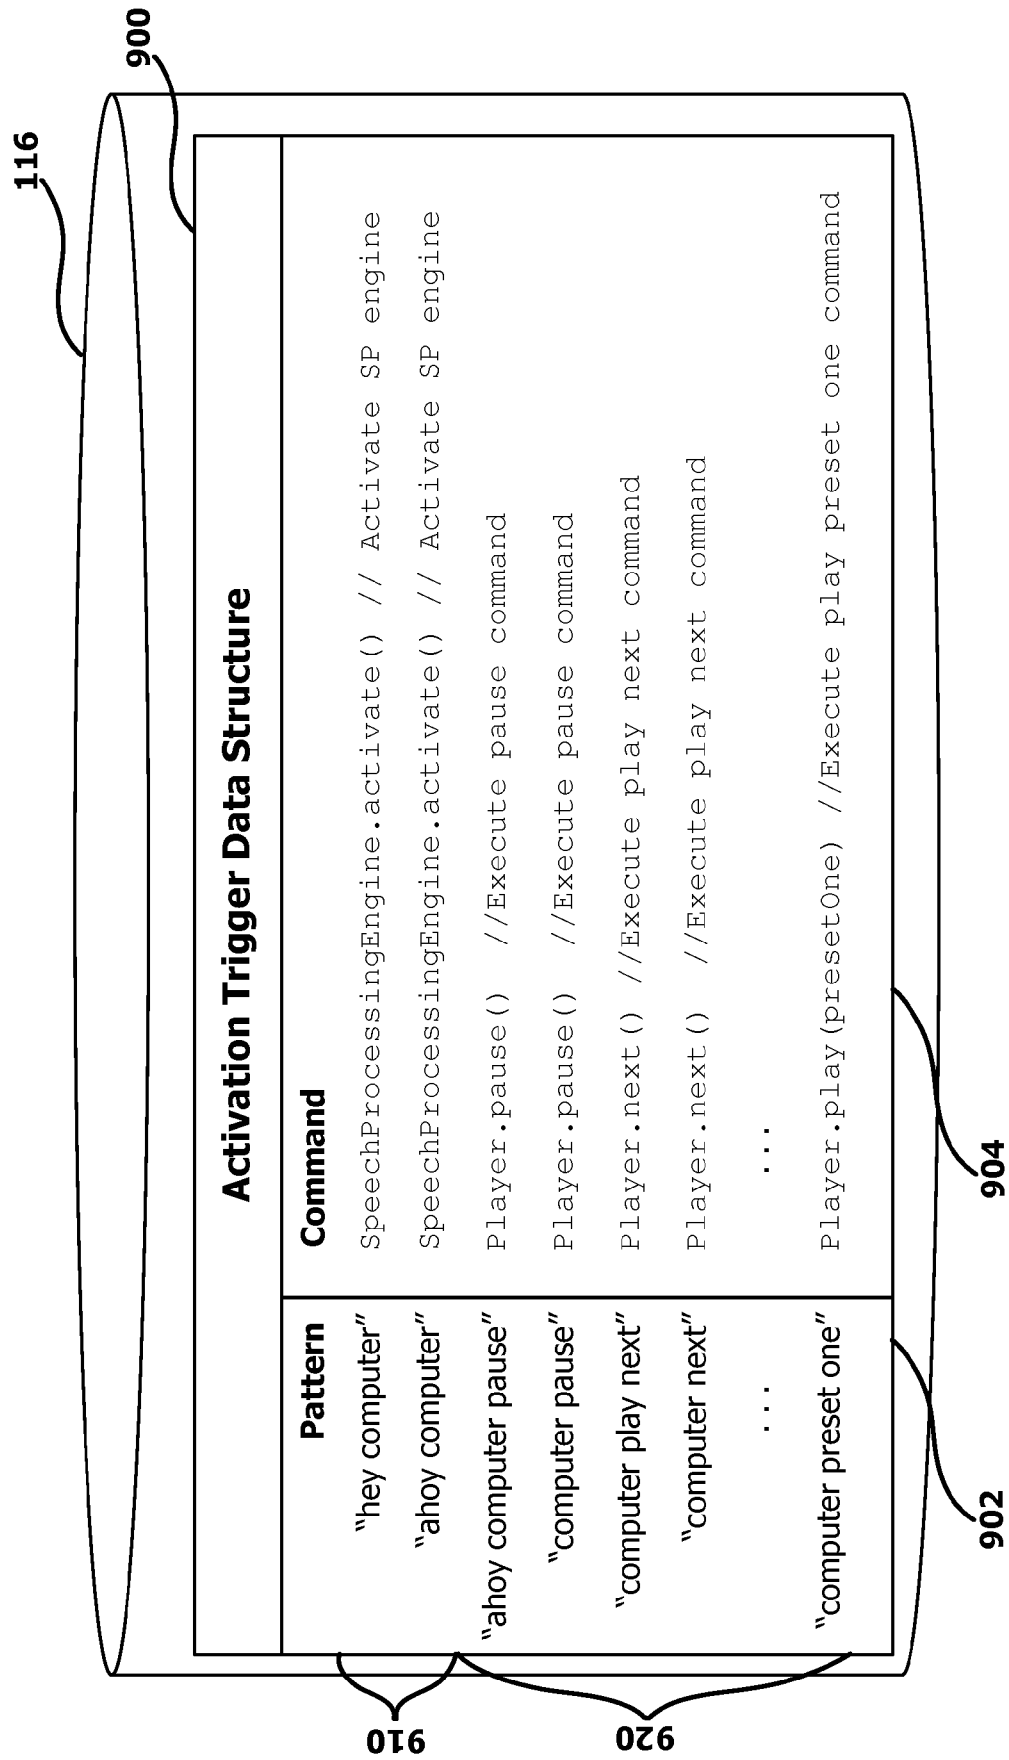 116
900
Activation Trigger Data Structure
Pattern Command
“hey computer” SpeechProcessingEngine.activate() // Activate SP engine
“ahoy computer” SpeechProcessingEngine.activate() // Activate SP engine
“ahoy computer pause” Player.pause() //Execute pause command
“computer pause” Player.pause() //Execute pause command
“computer play next” Player.next() //Execute play next command
“computer next” Player.next() //Execute play next command
... ...
“computer preset one” Player.play(presetOne) //Execute play preset one command
910
920
902
904